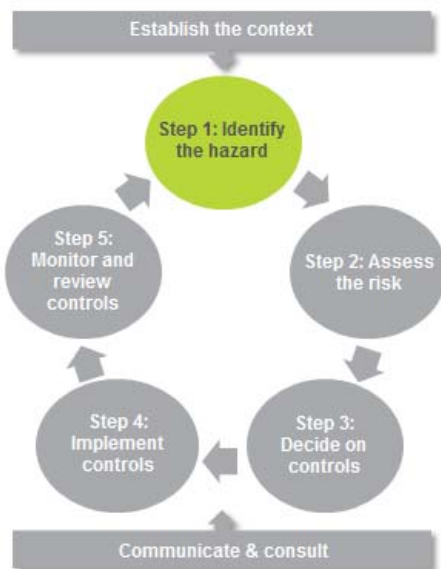 Establish the context
Step 1: Identify
the hazard
Step 2: Assess
the risk
Step 3:
Decide on
controls
Step 4:
Implement
controls
Step 5:
Monitor and
review
controls
Communicate & consult